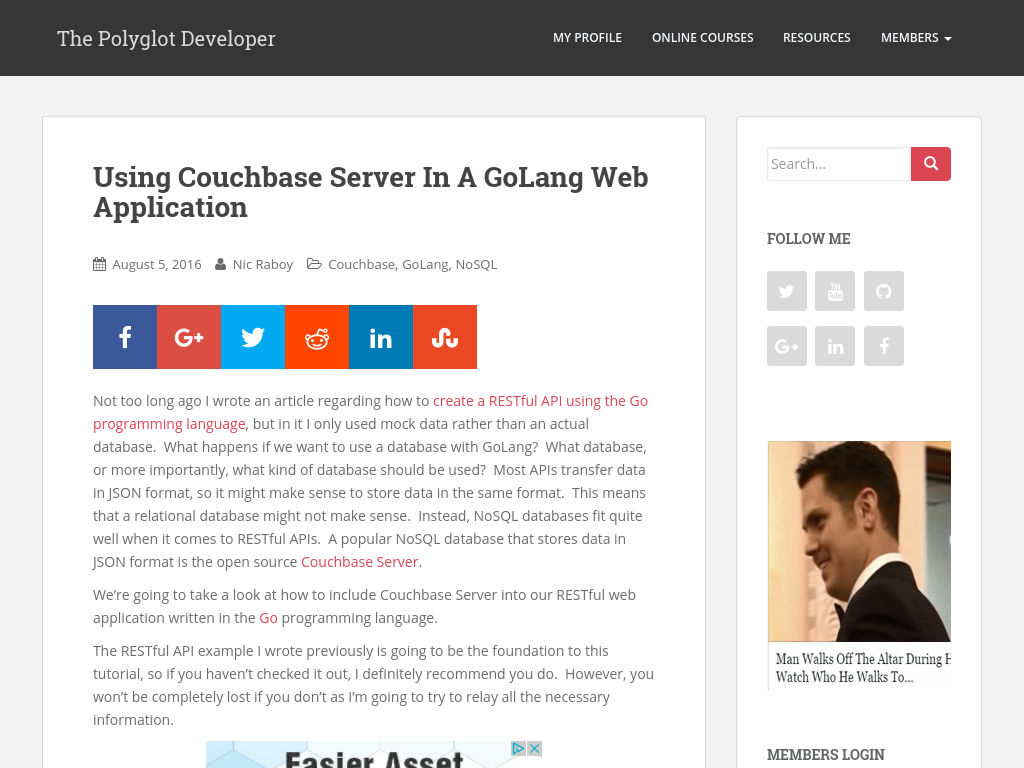 The Polyglot Developer
MY PROFILE
ONLINE COURSES
RESOURCES
MEMBERS
Using Couchbase Server In A GoLang Web
Application
August 5, 2016
Nic Raboy
Couchbase, GoLang, NoSQL
Not too long ago I wrote an article regarding how to create a RESTful API using the Go
programming language, but in it I only used mock data rather than an actual
database.  What happens if we want to use a database with GoLang?  What database,
or more importantly, what kind of database should be used?  Most APIs transfer data
in JSON format, so it might make sense to store data in the same format.  This means
that a relational database might not make sense.  Instead, NoSQL databases fit quite
well when it comes to RESTful APIs.  A popular NoSQL database that stores data in
JSON format is the open source Couchbase Server.
We’re going to take a look at how to include Couchbase Server into our RESTful web
application written in the Go programming language.
The RESTful API example I wrote previously is going to be the foundation to this
tutorial, so if you haven’t checked it out, I definitely recommend you do.  However, you
won’t be completely lost if you don’t as I’m going to try to relay all the necessary
information.
Easier Asset
Search...
FOLLOW ME
Man Walks Off The Altar During
Watch Who He Walks To...
MEMBERS LOGIN